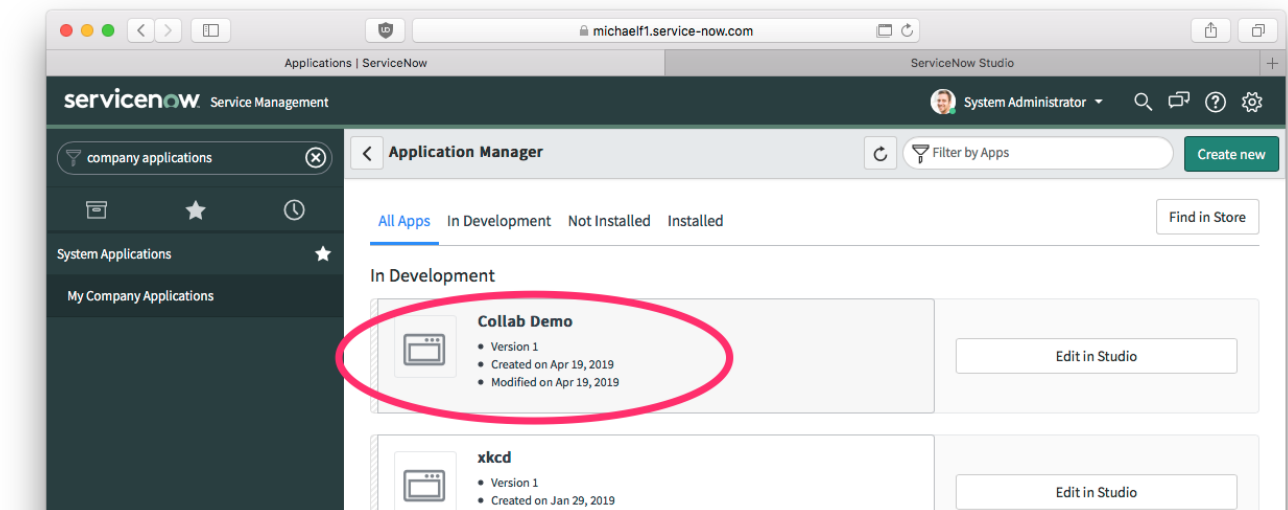 michaelf1.service-now.com
Applications | ServiceNow
ServiceNow Studio
servicenow Service Management
System Administrator
company applications
Application Manager
Filter by Apps
Create new
All Apps In Development Not Installed Installed
Find in Store
System Applications
My Company Applications
In Development
Collab Demo
Version 1
Created on Apr 19, 2019
Modified on Apr 19, 2019
Edit in Studio
xkcd
Version 1
Created on Jan 29, 2019
Edit in Studio